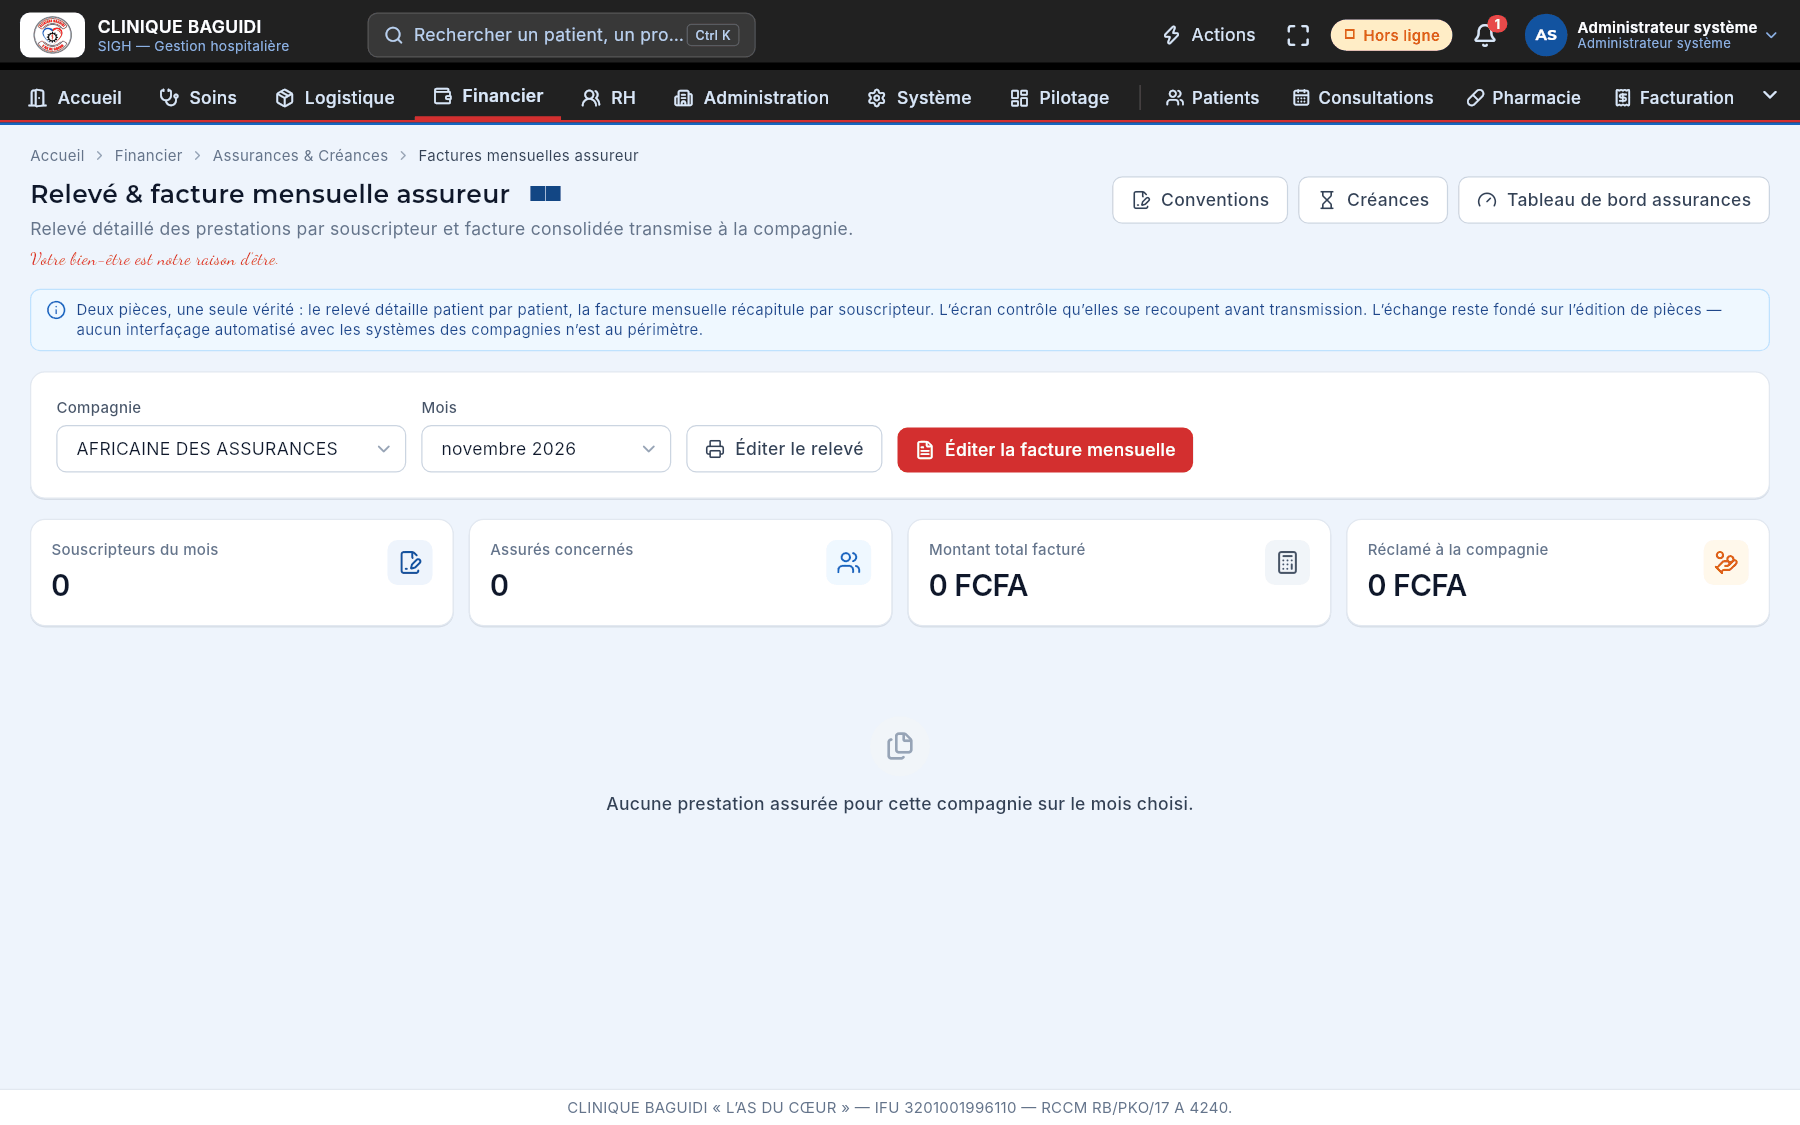 CLINIQUE BAGUIDI
SIGH — Gestion hospitalière
Rechercher un patient, un pro... Ctrl K
Actions
Hors ligne
1
AS
Administrateur système
Administrateur système
Accueil Soins Logistique Financier RH Administration Système Pilotage Patients Consultations Pharmacie Facturation
Accueil > Financier > Assurances & Créances > Factures mensuelles assureur
Relevé & facture mensuelle assureur
Conventions Créances Tableau de bord assurances
Relevé détaillé des prestations par souscripteur et facture consolidée transmise à la compagnie.
Votre bien-être est notre raison d'être.
Deux pièces, une seule vérité : le relevé détaille patient par patient, la facture mensuelle récapitule par souscripteur. L’écran contrôle qu’elles se recoupent avant transmission. L’échange reste fondé sur l’édition de pièces —
aucun interfaçage automatisé avec les systèmes des compagnies n’est au périmètre.
Compagnie Mois
AFRICAINE DES ASSURANCES novembre 2026 Éditer le relevé Éditer la facture mensuelle
Souscripteurs du mois
0
Assurés concernés
0
Montant total facturé
0 FCFA
Réclamé à la compagnie
0 FCFA
Aucune prestation assurée pour cette compagnie sur le mois choisi.
CLINIQUE BAGUIDI « L’AS DU CŒUR » — IFU 3201001996110 — RCCM RB/PKO/17 A 4240.